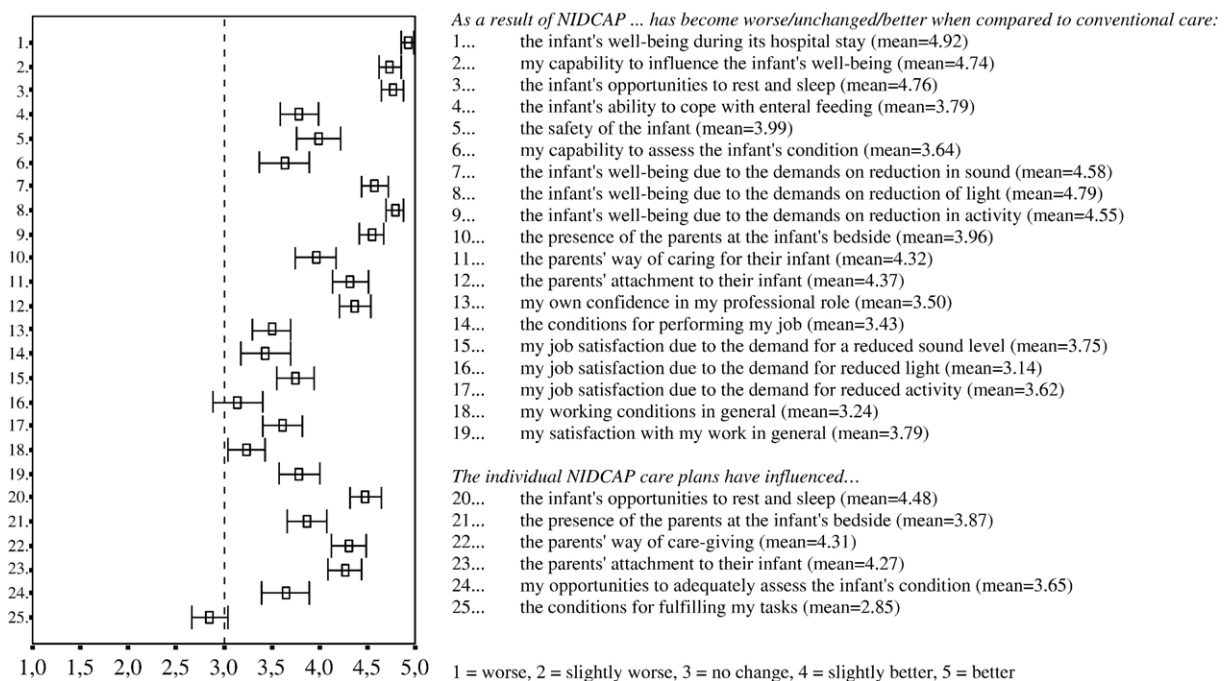 As a result of NIDCAP ... has become worse/unchanged/better when compared to conventional care:
1... the infant's well-being during its hospital stay (mean=4.92)
2... my capability to influence the infant's well-being (mean=4.74)
3... the infant's opportunities to rest and sleep (mean=4.76)
4... the infant's ability to cope with enteral feeding (mean=3.79)
5... the safety of the infant (mean=3.99)
6... my capability to assess the infant's condition (mean=3.64)
7... the infant's well-being due to the demands on reduction in sound (mean=4.58)
8... the infant's well-being due to the demands on reduction of light (mean=4.79)
9... the infant's well-being due to the demands on reduction in activity (mean=4.55)
10... the presence of the parents at the infant's bedside (mean=3.96)
11... the parents' way of caring for their infant (mean=4.32)
12... the parents' attachment to their infant (mean=4.37)
13... my own confidence in my professional role (mean=3.50)
14... the conditions for performing my job (mean=3.43)
15... my job satisfaction due to the demand for a reduced sound level (mean=3.75)
16... my job satisfaction due to the demand for reduced light (mean=3.14)
17... my job satisfaction due to the demand for reduced activity (mean=3.62)
18... my working conditions in general (mean=3.24)
19... my satisfaction with my work in general (mean=3.79)
The individual NIDCAP care plans have influenced…
20... the infant's opportunities to rest and sleep (mean=4.48)
21... the presence of the parents at the infant's bedside (mean=3.87)
22... the parents' way of care-giving (mean=4.31)
23... the parents' attachment to their infant (mean=4.27)
24... my opportunities to adequately assess the infant's condition (mean=3.65)
25... the conditions for fulfilling my tasks (mean=2.85)
1 = worse, 2 = slightly worse, 3 = no change, 4 = slightly better, 5 = better
1.
2.
3.
4.
5.
6.
7.
8.
9.
10.
11.
12.
13.
14.
15.
16.
17.
18.
19.
20.
21.
22.
23.
24.
25.
1,0 1,5 2,0 2,5 3,0 3,5 4,0 4,5 5,0